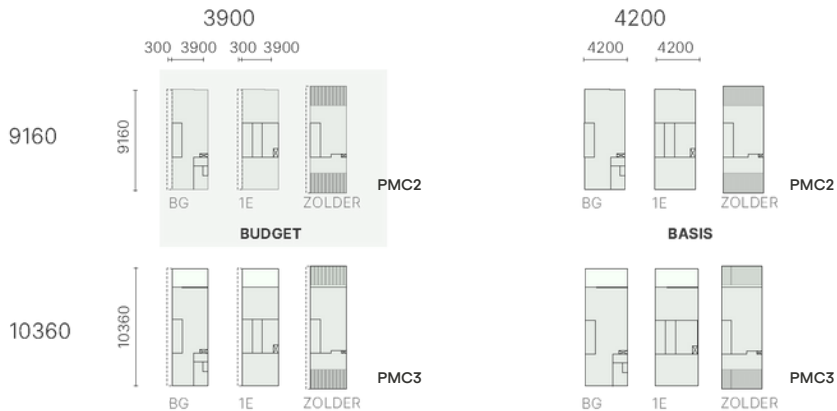 3900
4200
300 3900 300 3900
4200 4200
9160
9160
BG 1E ZOLDER PMC2
BG 1E ZOLDER PMC2
BUDGET
BASIS
10360
10360
PMC3
PMC3
BG 1E ZOLDER
BG 1E ZOLDER